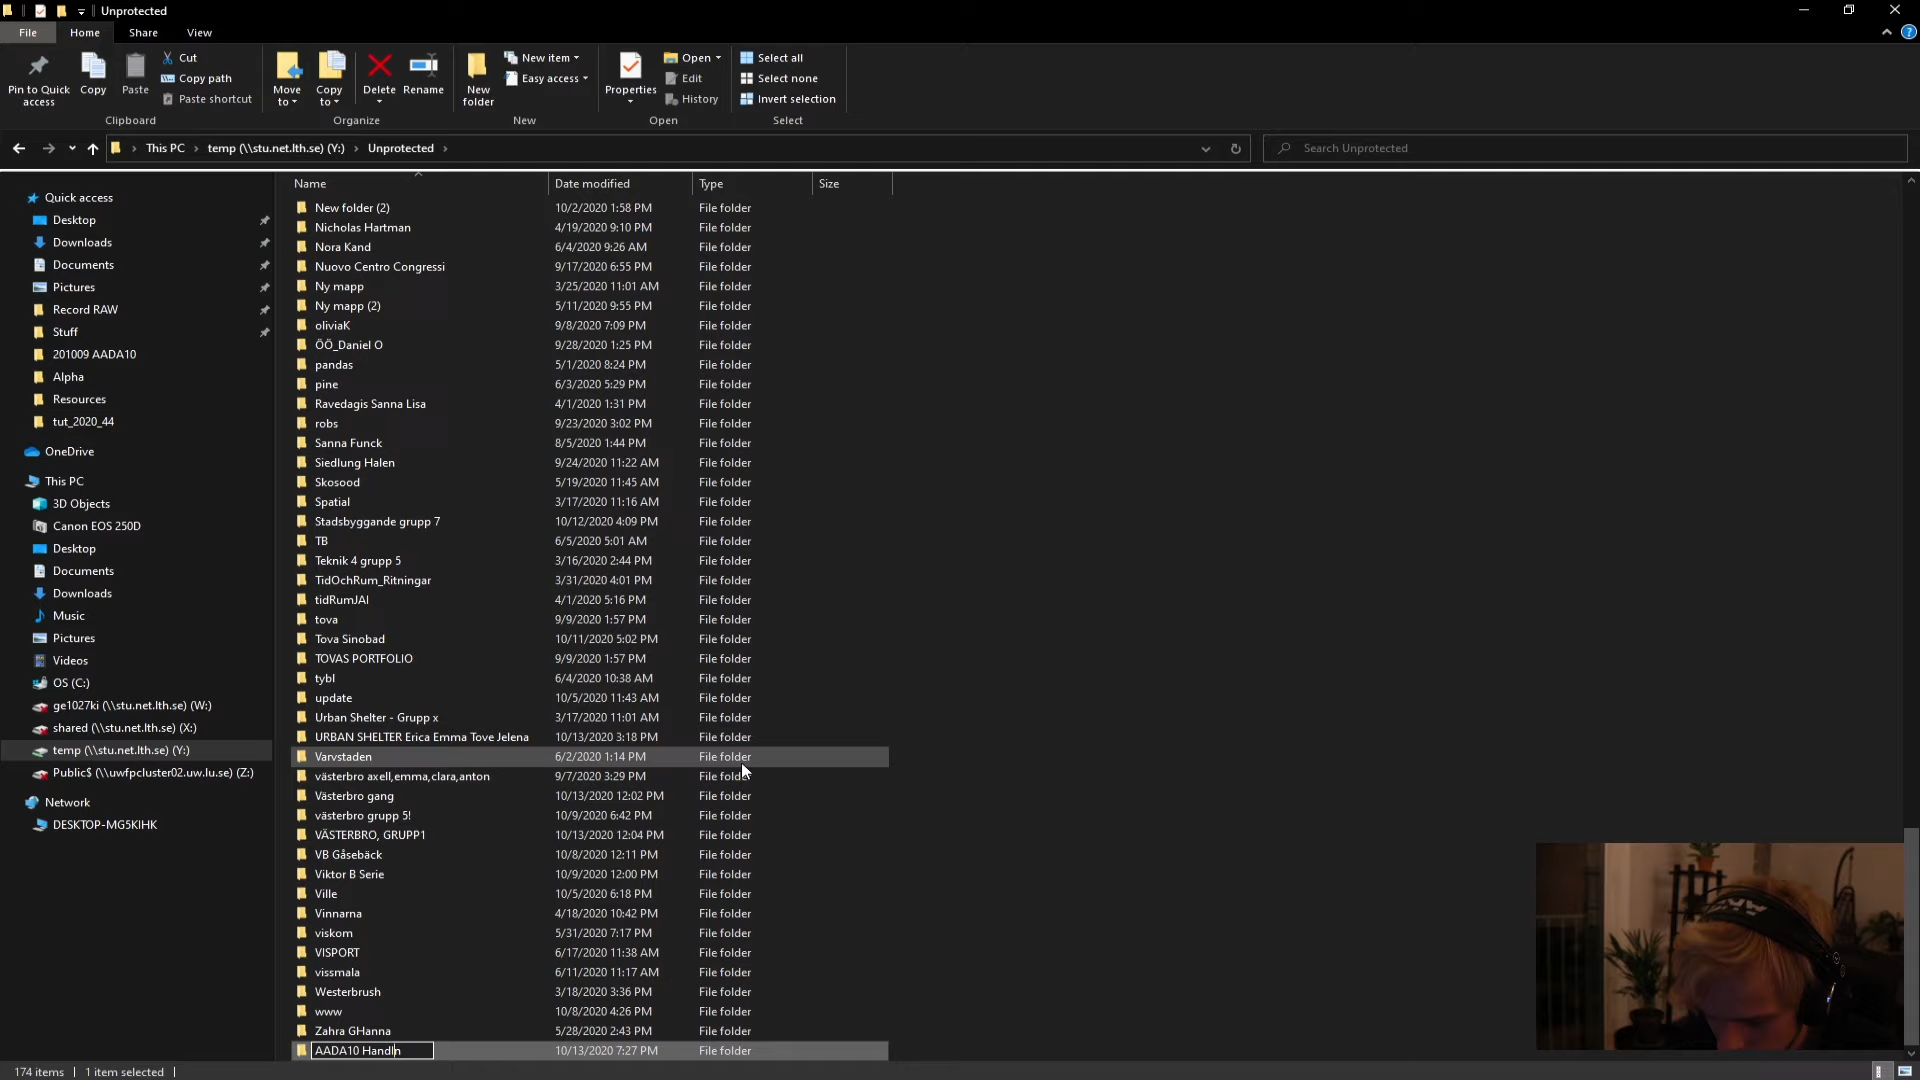 Unprotected
File Home Share View
Pin to Quick access
Copy
Paste
Cut
Copy path
Paste shortcut
Clipboard
Move to
Copy to
Delete
Rename
Organize
New folder
New item
Easy access
New
Properties
Open
Edit
History
Open
Select all
Select none
Invert selection
Select
This PC > temp (\\stu.net.lth.se) (Y:) > Unprotected >
Search Unprotected
Quick access
Desktop
Downloads
Documents
Pictures
Record RAW
Stuff
201009 AADA10
Alpha
Resources
tut_2020_44
OneDrive
This PC
3D Objects
Canon EOS 250D
Desktop
Documents
Downloads
Music
Pictures
Videos
OS (C:)
ge1027ki (\\stu.net.lth.se) (W:)
shared (\\stu.net.lth.se) (X:)
temp (\\stu.net.lth.se) (Y:)
Public$ (\\uwfpcluster02.uw.lu.se) (Z:)
Network
DESKTOP-MG5KIHK
Name Date modified Type Size
New folder (2) 10/2/2020 1:58 PM File folder
Nicholas Hartman 4/19/2020 9:10 PM File folder
Nora Kand 6/4/2020 9:26 AM File folder
Nuovo Centro Congressi 9/17/2020 6:55 PM File folder
Ny mapp 3/25/2020 11:01 AM File folder
Ny mapp (2) 5/11/2020 9:55 PM File folder
oliviaK 9/8/2020 7:09 PM File folder
ÖÖ_Daniel O 9/28/2020 1:25 PM File folder
pandas 5/1/2020 8:24 PM File folder
pine 6/3/2020 5:29 PM File folder
Ravedagis Sanna Lisa 4/1/2020 1:31 PM File folder
robs 9/23/2020 3:02 PM File folder
Sanna Funck 8/5/2020 1:44 PM File folder
Siedlung Halen 9/24/2020 11:22 AM File folder
Skosood 5/19/2020 11:45 AM File folder
Spatial 3/17/2020 11:16 AM File folder
Stadsbyggande grupp 7 10/12/2020 4:09 PM File folder
TB 6/5/2020 5:01 AM File folder
Teknik 4 grupp 5 3/16/2020 2:44 PM File folder
TidOchRum_Ritningar 3/31/2020 4:01 PM File folder
tidRumJAI 4/1/2020 5:16 PM File folder
tova 9/9/2020 1:57 PM File folder
Tova Sinobad 10/11/2020 5:02 PM File folder
TOVAS PORTFOLIO 9/9/2020 1:57 PM File folder
tybl 6/4/2020 10:38 AM File folder
update 10/5/2020 11:43 AM File folder
Urban Shelter - Grupp x 3/17/2020 11:01 AM File folder
URBAN SHELTER Erica Emma Tove Jelena 10/13/2020 3:18 PM File folder
Varvstaden 6/2/2020 1:14 PM File folder
västerbro axell,emma,clara,anton 9/7/2020 3:29 PM File folder
Västerbro gang 10/13/2020 12:02 PM File folder
västerbro grupp 5! 10/9/2020 6:42 PM File folder
VÄSTERBRO, GRUPP1 10/13/2020 12:04 PM File folder
VB Gåsebäck 10/8/2020 12:11 PM File folder
Viktor B Serie 10/9/2020 12:00 PM File folder
Ville 10/5/2020 6:18 PM File folder
Vinnarna 4/18/2020 10:42 PM File folder
viskom 5/31/2020 7:17 PM File folder
VISPORT 6/17/2020 11:38 AM File folder
vissmala 6/11/2020 11:17 AM File folder
Westerbrush 3/18/2020 3:36 PM File folder
www 10/8/2020 4:26 PM File folder
Zahra GHanna 5/28/2020 2:43 PM File folder
AADA10 Handln 10/13/2020 7:27 PM File folder
174 items 1 item selected